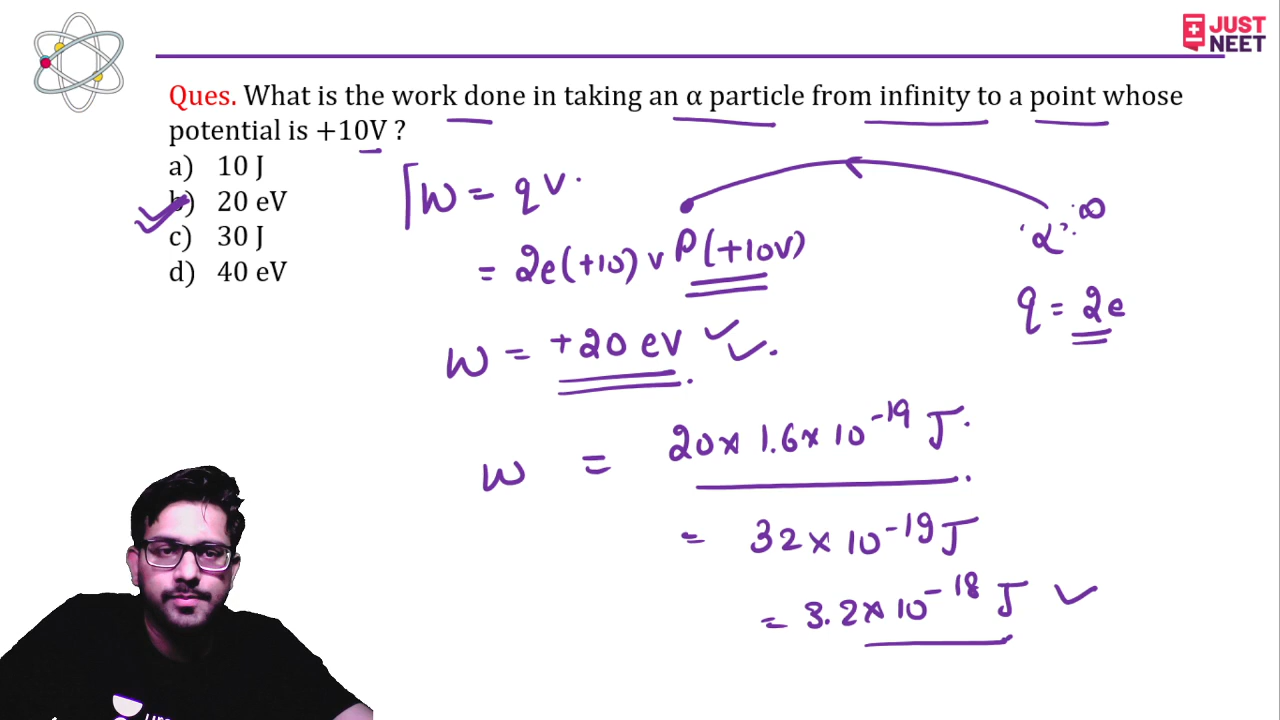 JUST
NEET
Ques. What is the work done in taking an α particle from infinity to a point whose
potential is +10V ?
a) 10 J
b) 20 eV
c) 30 J
d) 40 eV
W = qv.
= 2e(+10)v
P(+10V)
'α' ∞
q = 2e
W = +20 eV
W = 20 x 1.6 x 10⁻¹⁹ J.
= 32 x 10⁻¹⁹ J
= 3.2 x 10⁻¹⁸ J